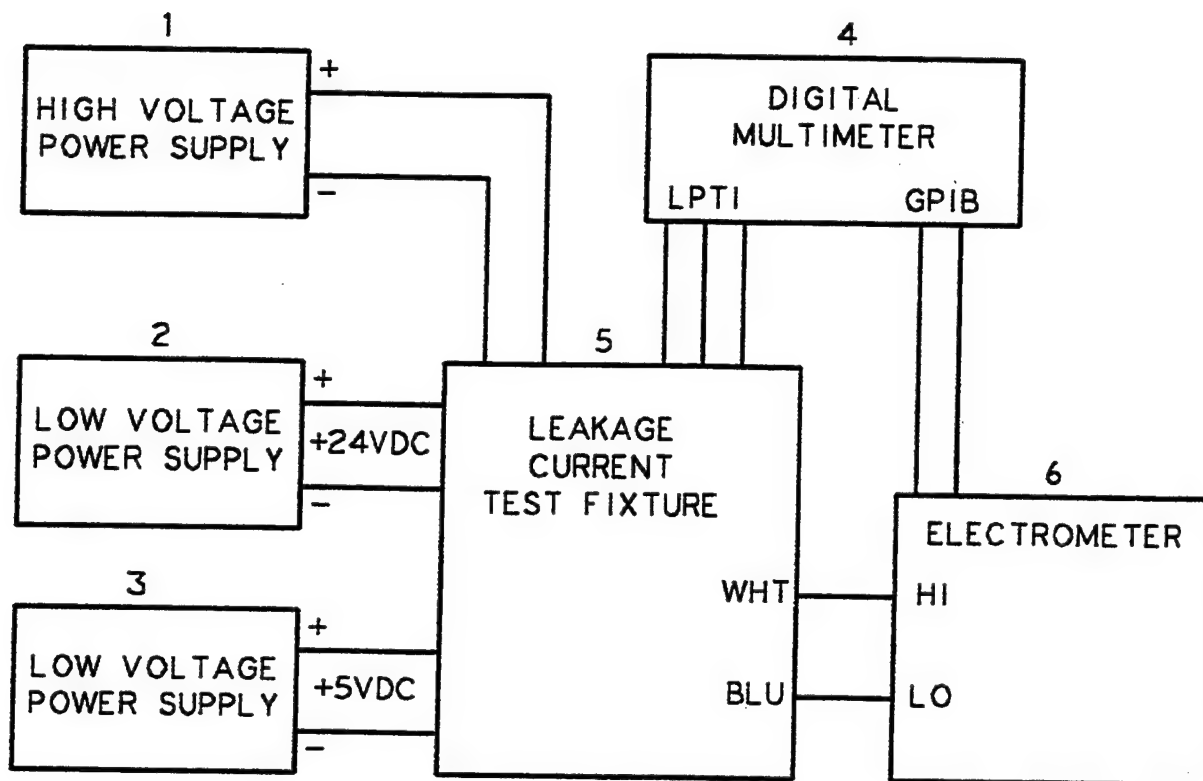 1
+
HIGH VOLTAGE
POWER SUPPLY
-
4
DIGITAL
MULTIMETER
LPTI
GPIB
2
+
LOW VOLTAGE
POWER SUPPLY
+24VDC
-
5
LEAKAGE
CURRENT
TEST FIXTURE
WHT
BLU
6
ELECTROMETER
HI
LO
3
+
LOW VOLTAGE
POWER SUPPLY
+5VDC
-